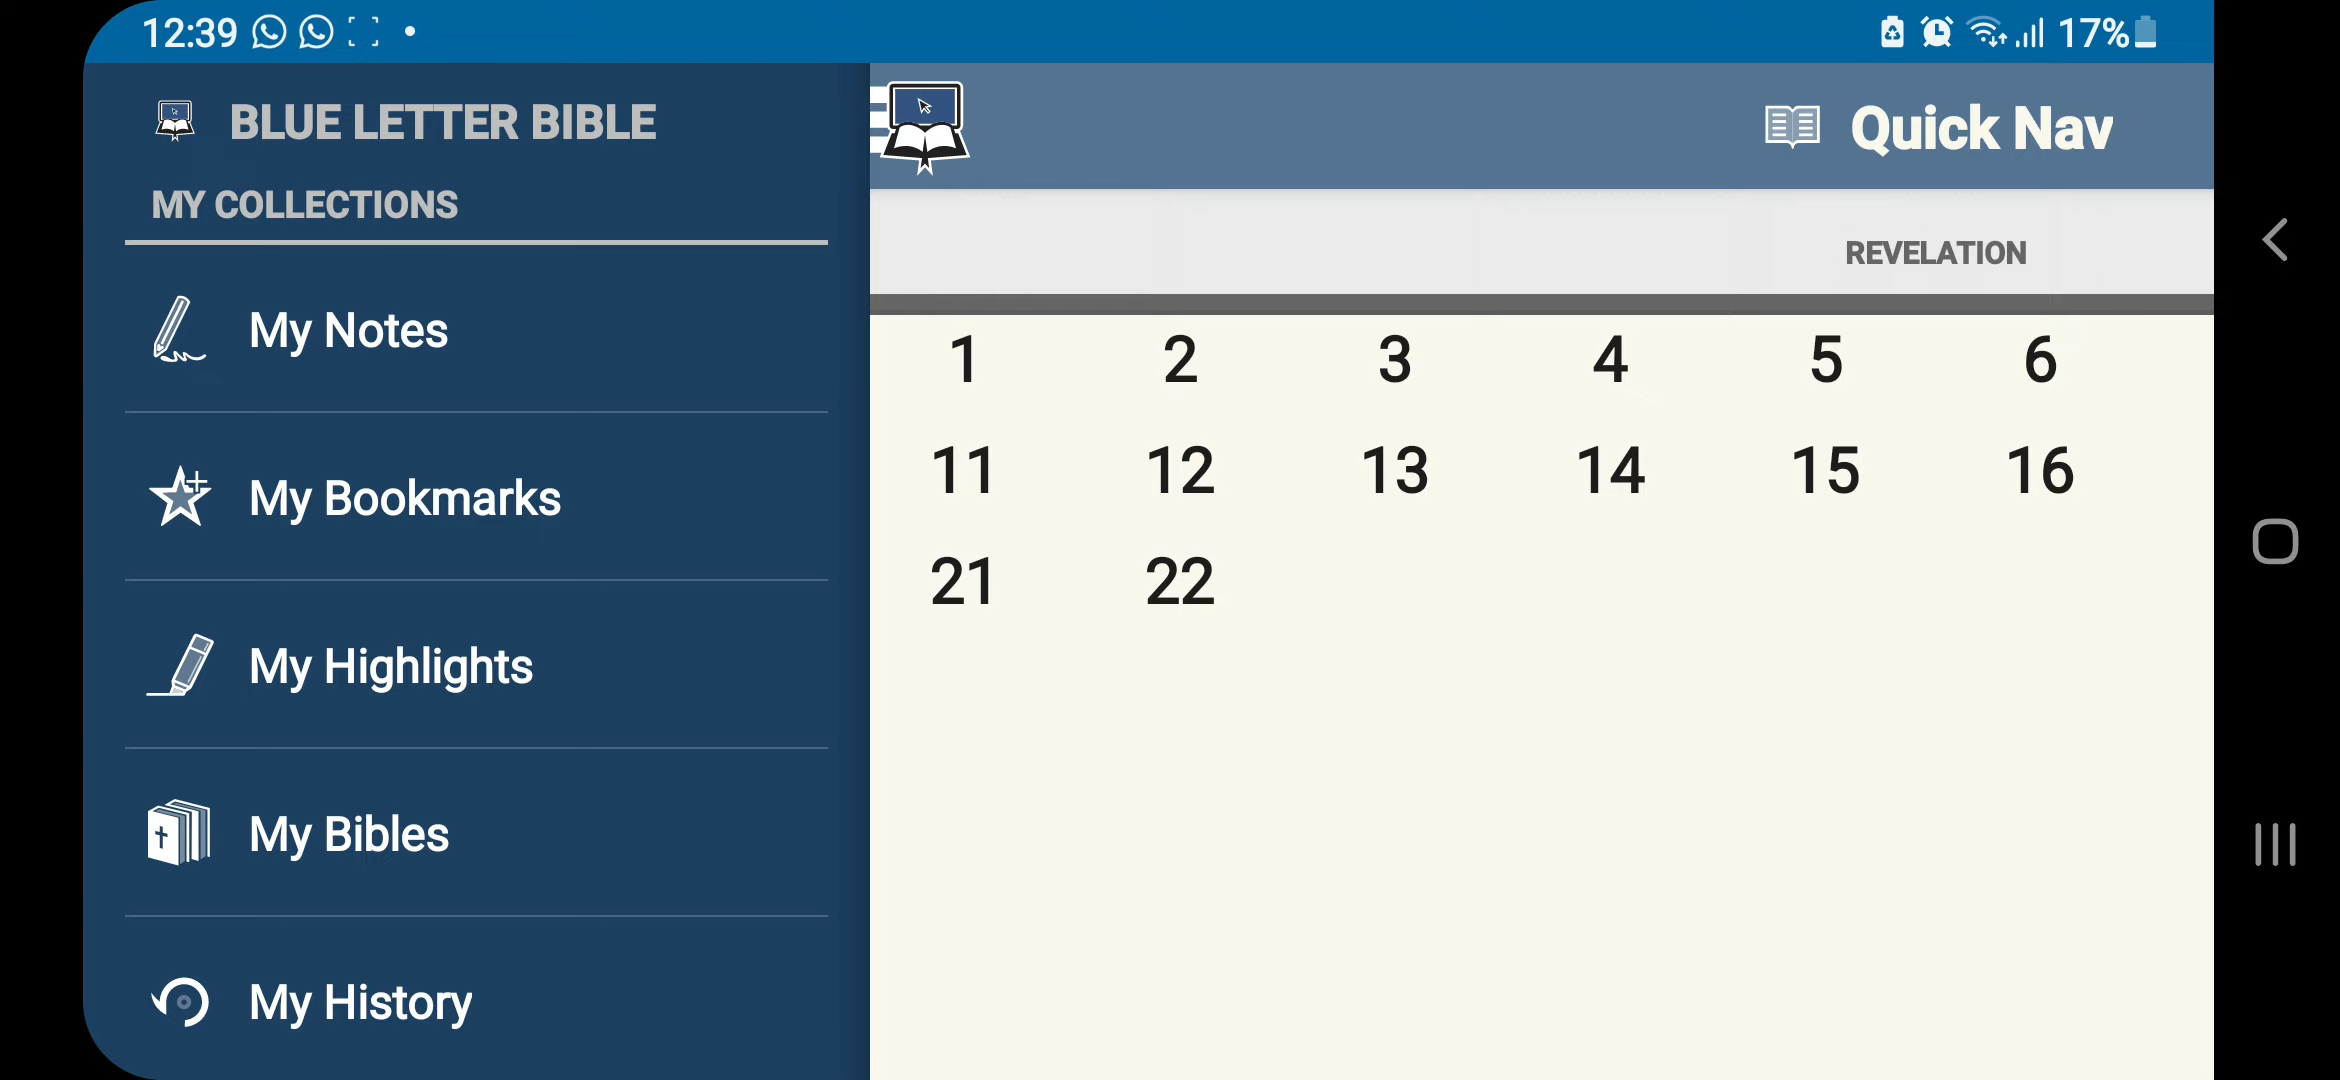 12:39
17%
BLUE LETTER BIBLE
MY COLLECTIONS
My Notes
My Bookmarks
My Highlights
My Bibles
My History
Quick Nav
REVELATION
1 2 3 4 5 6
11 12 13 14 15 16
21 22